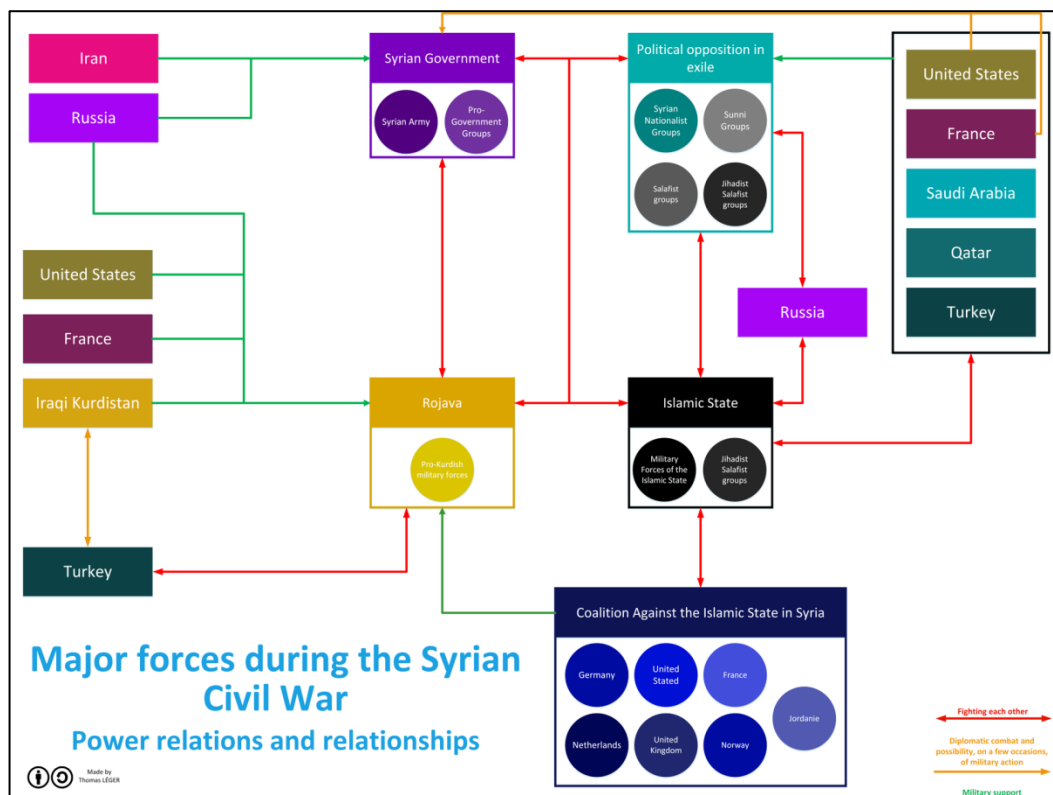 Iran
Russia
Syrian Government
Syrian Army
Pro-
Government
Groups
Political opposition in
exile
Syrian
Nationalist
Groups
Sunni
Groups
Salafist
groups
Jihadist
Salafist
groups
United States
France
Saudi Arabia
Qatar
Turkey
United States
France
Iraqi Kurdistan
Turkey
Russia
Rojava
Pro-Kurdish
military forces
Islamic State
Military
Forces of the
Islamic State
Jihadist
Salafist
groups
Coalition Against the Islamic State in Syria
Germany
United
Stated
France
Jordanie
Netherlands
United
Kingdom
Norway
Major forces during the Syrian
Civil War
Power relations and relationships
Made by
Thomas LÉGER
Fighting each other
Diplomatic combat and
possibility, on a few occasions,
of military action
Military support